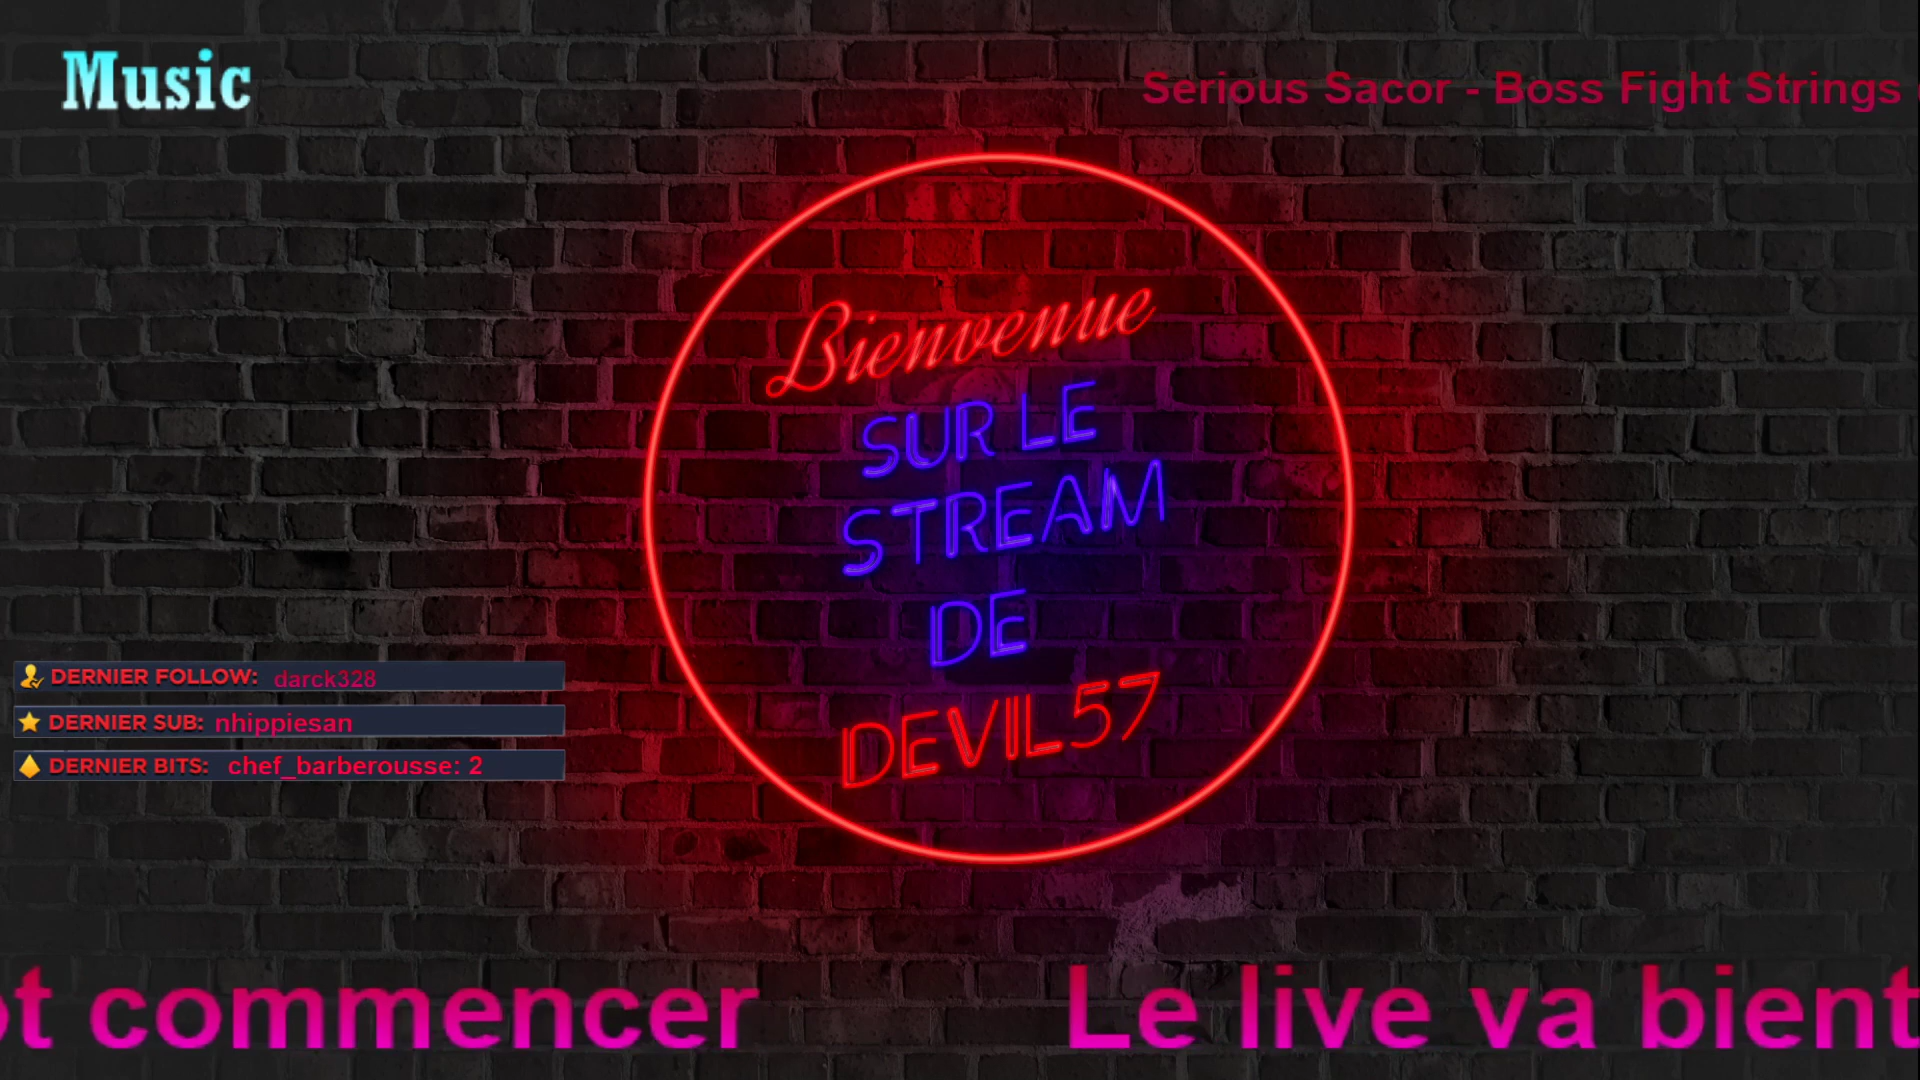 Music
Serious Sacor - Boss Fight Strings
Bienvenue
SUR LE
STREAM
DE
DEVIL57
DERNIER FOLLOW: darck328
DERNIER SUB: nhippiesan
DERNIER BITS: chef_barberousse: 2
ot commencer Le live va bient